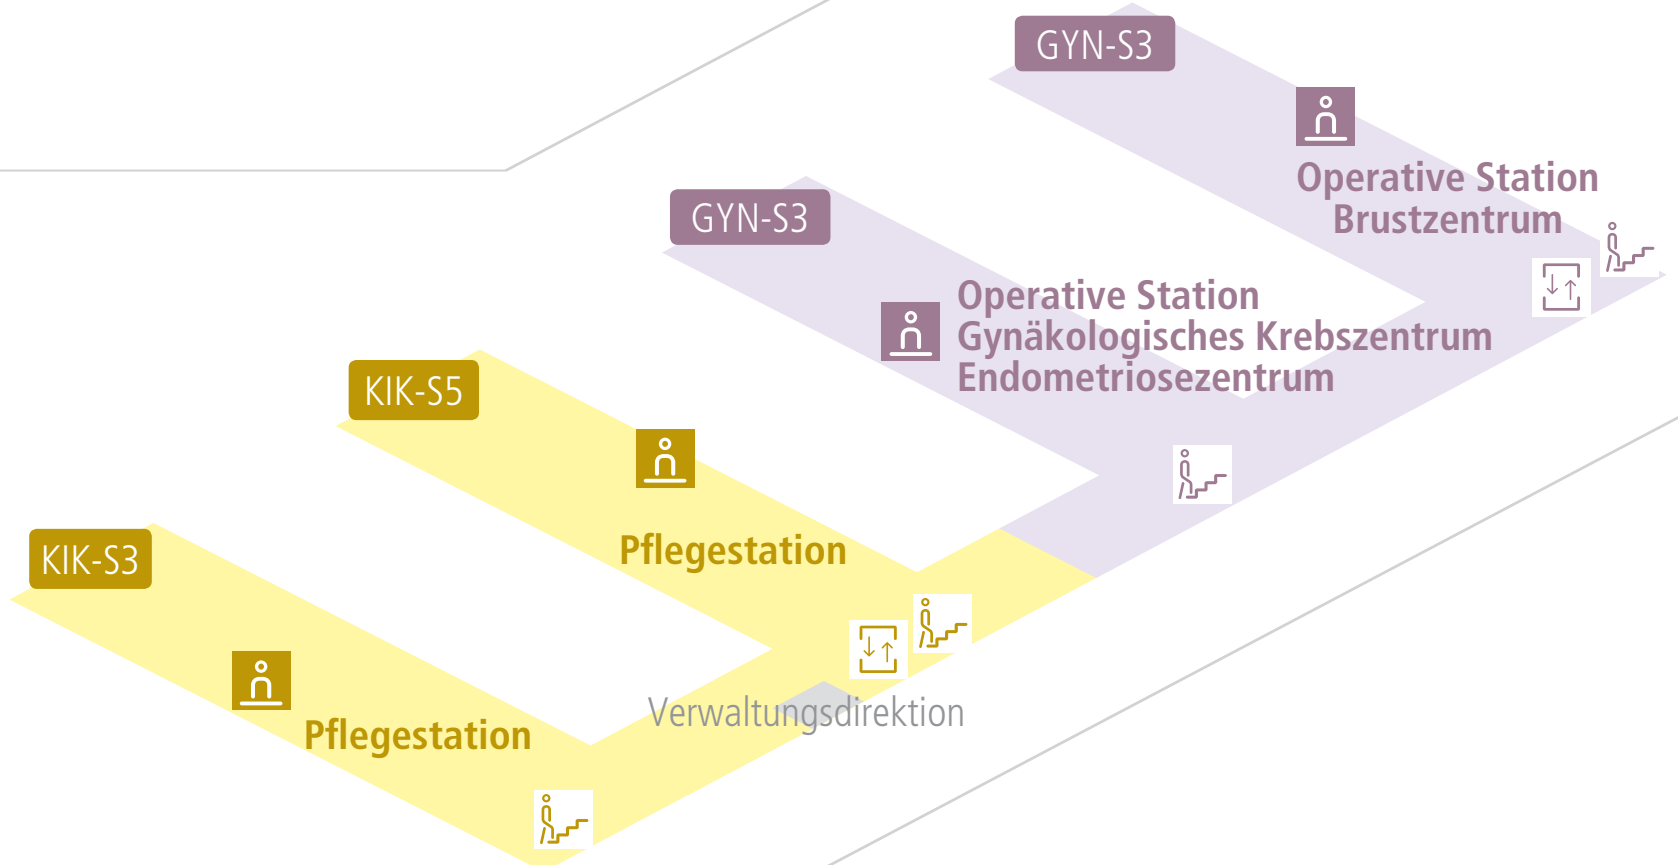 GYN-S3
Operative Station
Brustzentrum
GYN-S3
Operative Station
Gynäkologisches Krebszentrum
Endometriosezentrum
KIK-S5
Pflegestation
KIK-S3
Pflegestation
Verwaltungsdirektion